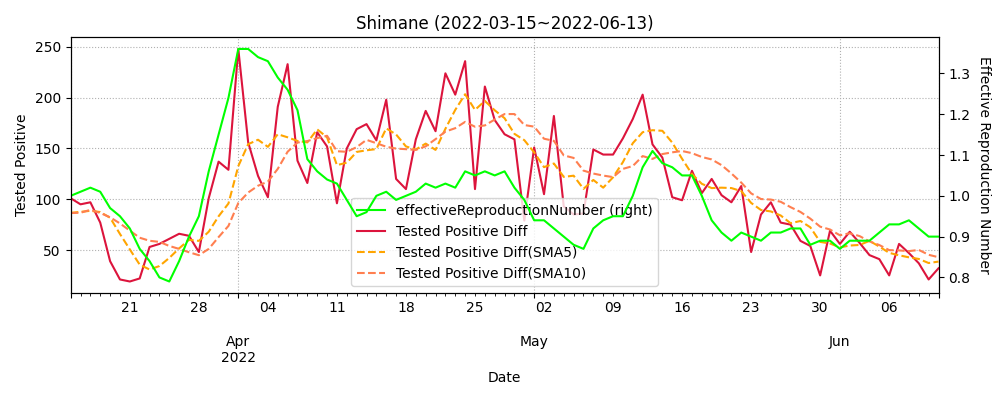 Shimane (2022-03-15~2022-06-13)
250
200
150
100
50
Tested Positive
1.3
1.2
1.1
1.0
0.9
0.8
Effective Reproduction Number
effectiveReproductionNumber (right)
Tested Positive Diff
Tested Positive Diff(SMA5)
Tested Positive Diff(SMA10)
21 28 04 11 18 25 02 09 16 23 30 06
Apr May Jun
2022
Date